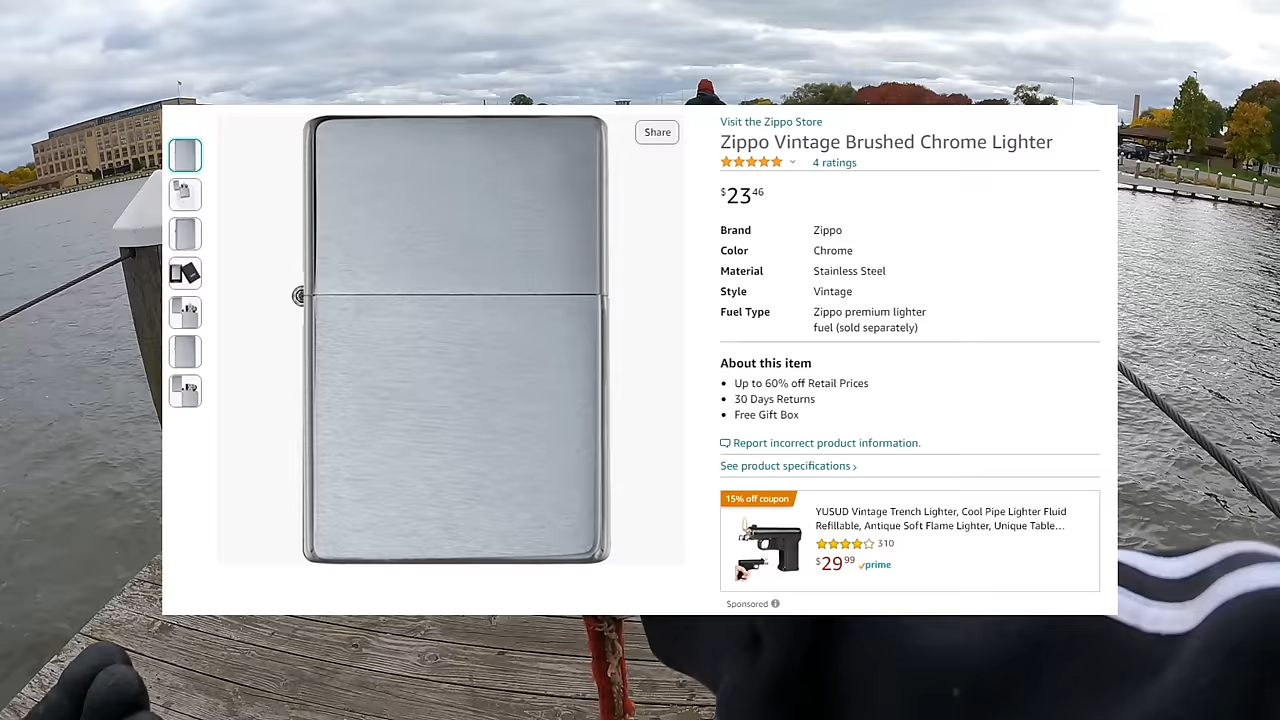 Share
Visit the Zippo Store
Zippo Vintage Brushed Chrome Lighter
4 ratings
$23 46
Brand Zippo
Color Chrome
Material Stainless Steel
Style Vintage
Fuel Type Zippo premium lighter
fuel (sold separately)
About this item
• Up to 60% off Retail Prices
• 30 Days Returns
• Free Gift Box
Report incorrect product information.
See product specifications ›
15% off coupon
YUSUD Vintage Trench Lighter, Cool Pipe Lighter Fluid
Refillable, Antique Soft Flame Lighter, Unique Table...
310
$29 99 prime
Sponsored